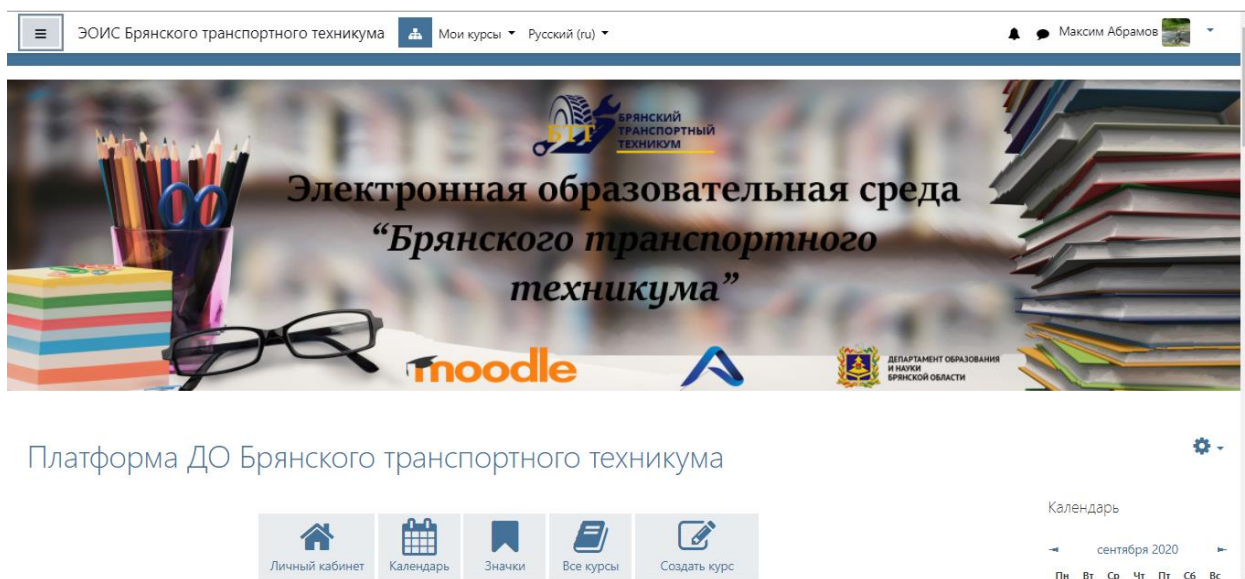 ЭОИС Брянского транспортного техникума Мои курсы Русский (ru) Максим Абрамов
БТТ
БРЯНСКИЙ
ТРАНСПОРТНЫЙ
ТЕХНИКУМ
Электронная образовательная среда
“Брянского транспортного
техникума”
moodle
ДЕПАРТАМЕНТ ОБРАЗОВАНИЯ
И НАУКИ
БРЯНСКОЙ ОБЛАСТИ
Платформа ДО Брянского транспортного техникума
Личный кабинет Календарь Значки Все курсы Создать курс
Календарь
сентября 2020
Пн Вт Ср Чт Пт Сб Вс